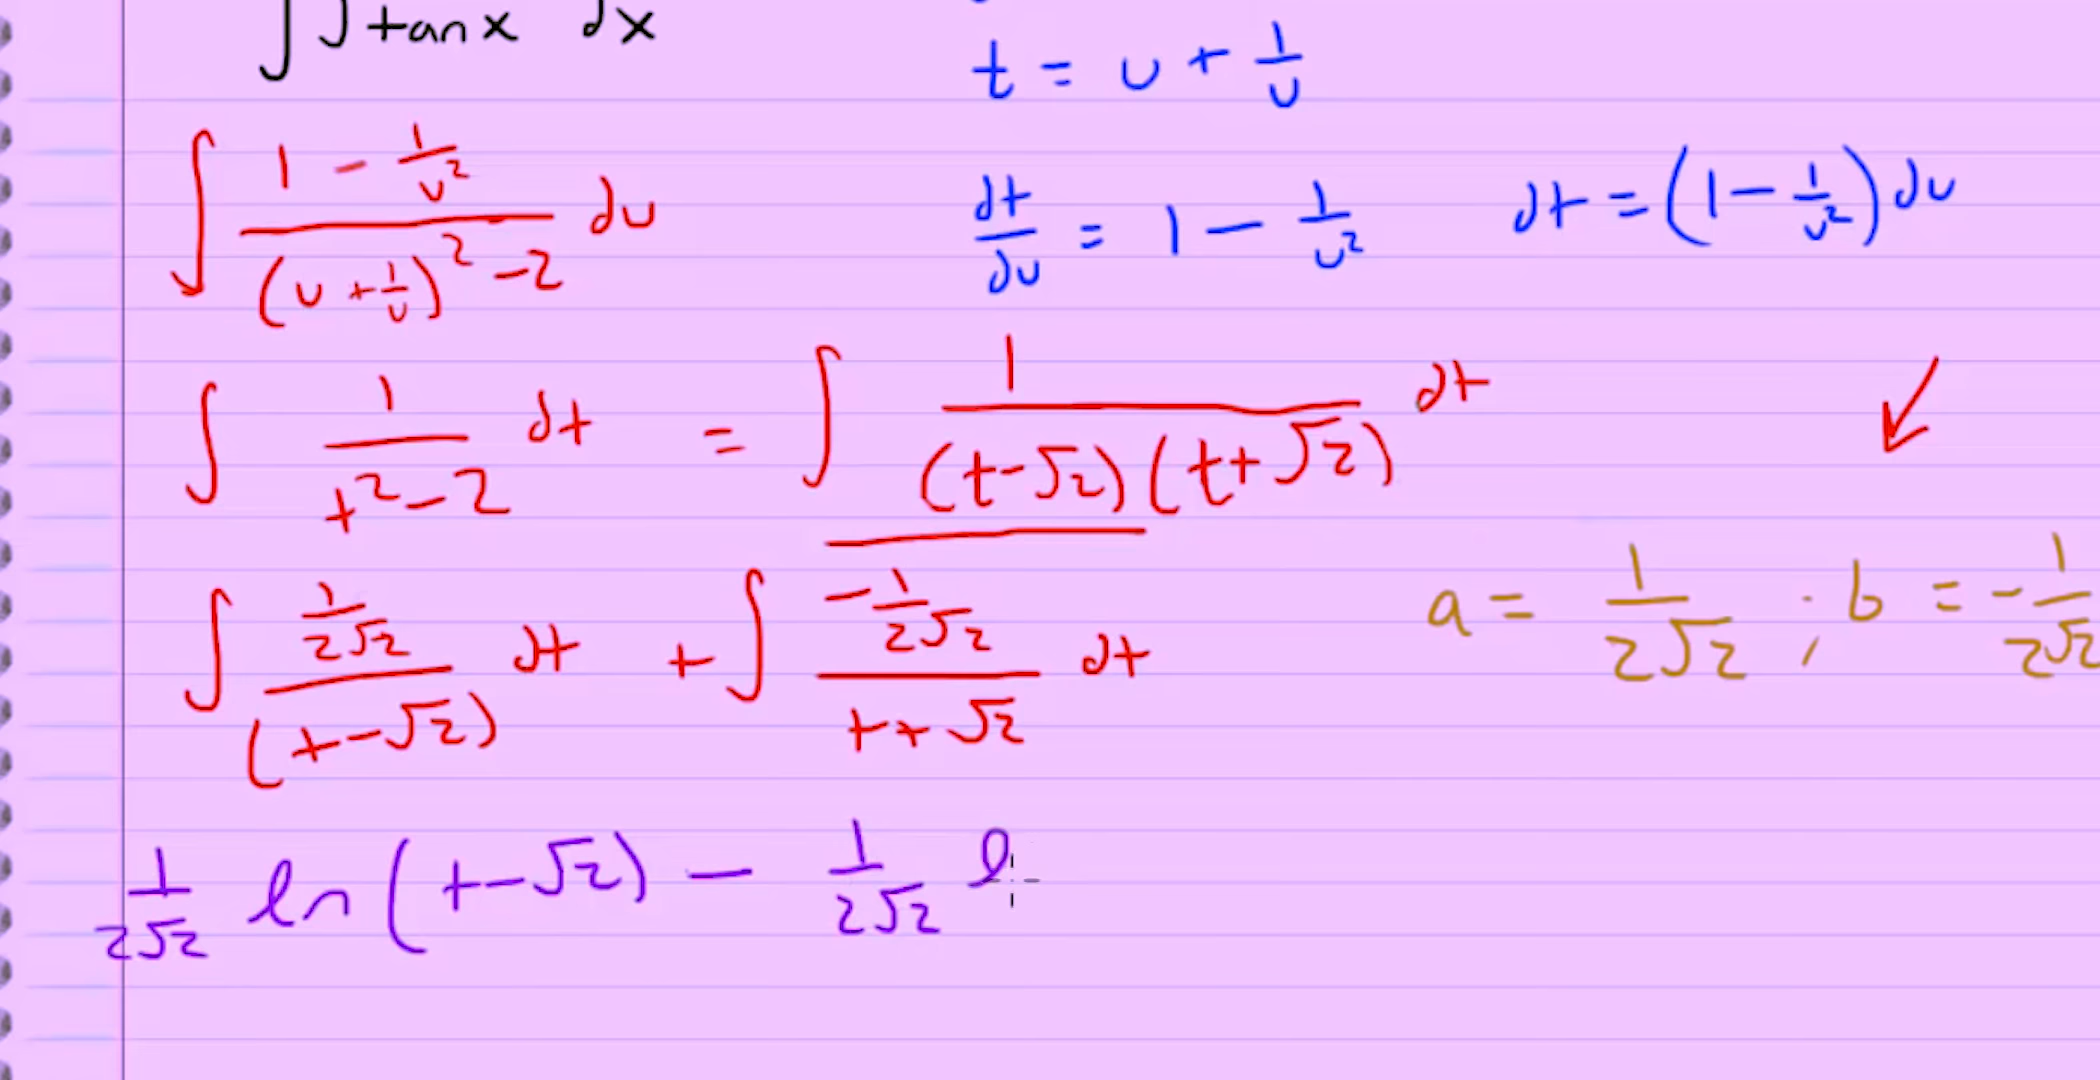 ∫ √tan x dx
t = u + 1/u
∫ (1 - 1/u²)/((u + 1/u)² - 2) du
dt/du = 1 - 1/u² dt = (1 - 1/u²) du
∫ 1/(t² - 2) dt = ∫ 1/((t-√2)(t+√2)) dt
∫ (1/2√2)/(t-√2) dt + ∫ (-1/2√2)/(t+√2) dt
a = 1/2√2 ; b = -1/2√2
1/2√2 ln(t-√2) - 1/2√2 l